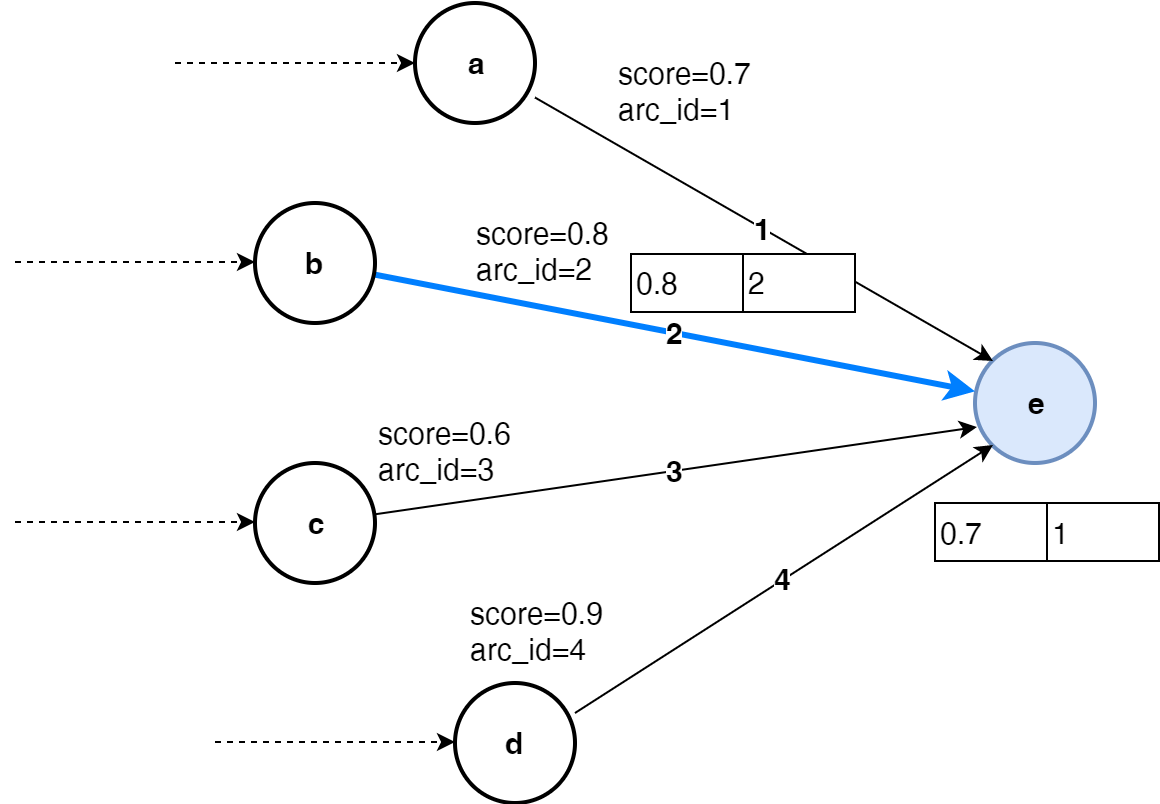 a
score=0.7
arc_id=1
1
b
score=0.8
arc_id=2
0.8 2
2
e
score=0.6
arc_id=3
3
c
0.7 1
4
score=0.9
arc_id=4
d